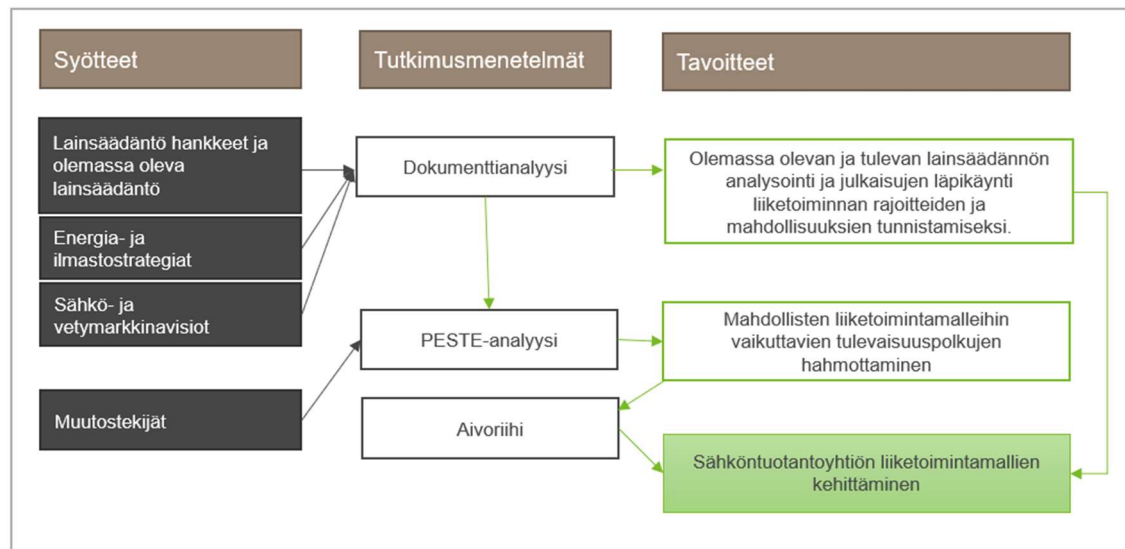 Syötteet
Tutkimusmenetelmät
Tavoitteet
Lainsäädäntö hankkeet ja
olemassa oleva
lainsäädäntö
Energia- ja
ilmastostrategiat
Sähkö- ja
vetymarkkinavisiot
Muutostekijät
Dokumenttianalyysi
PESTE-analyysi
Aivoriihi
Olemassa olevan ja tulevan lainsäädännön
analysointi ja julkaisujen läpikäynti
liiketoiminnan rajoitteiden ja
mahdollisuuksien tunnistamiseksi.
Mahdollisten liiketoimintamalleihin
vaikuttavien tulevaisuuspolkujen
hahmottaminen
Sähköntuotantoyhtiön liiketoimintamallien
kehittäminen